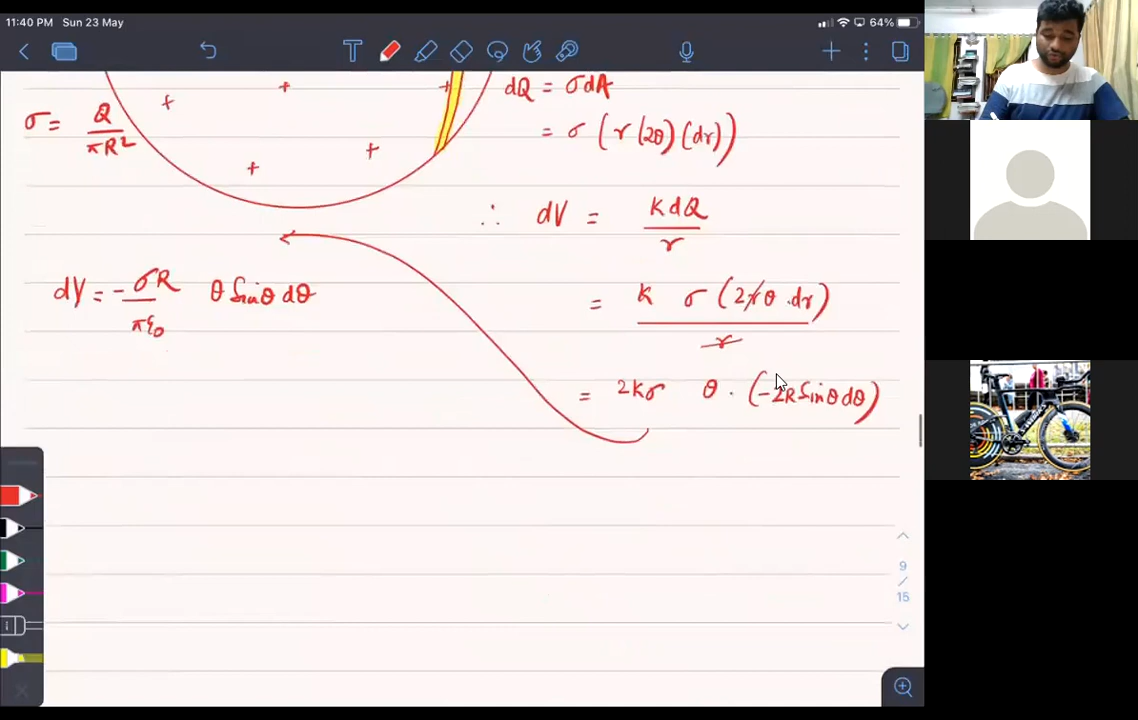 11:40 PM Sun 23 May 64%
T
dQ = σdA
σ = Q / πR²
= σ (r(2θ)(dr))
∴ dV = KdQ / r
dV = - σR / πε₀ θ Sinθ dθ
= K σ (2rθ.dr) / r
= 2Kσ θ · (-2R Sinθ dθ)
9
/
15